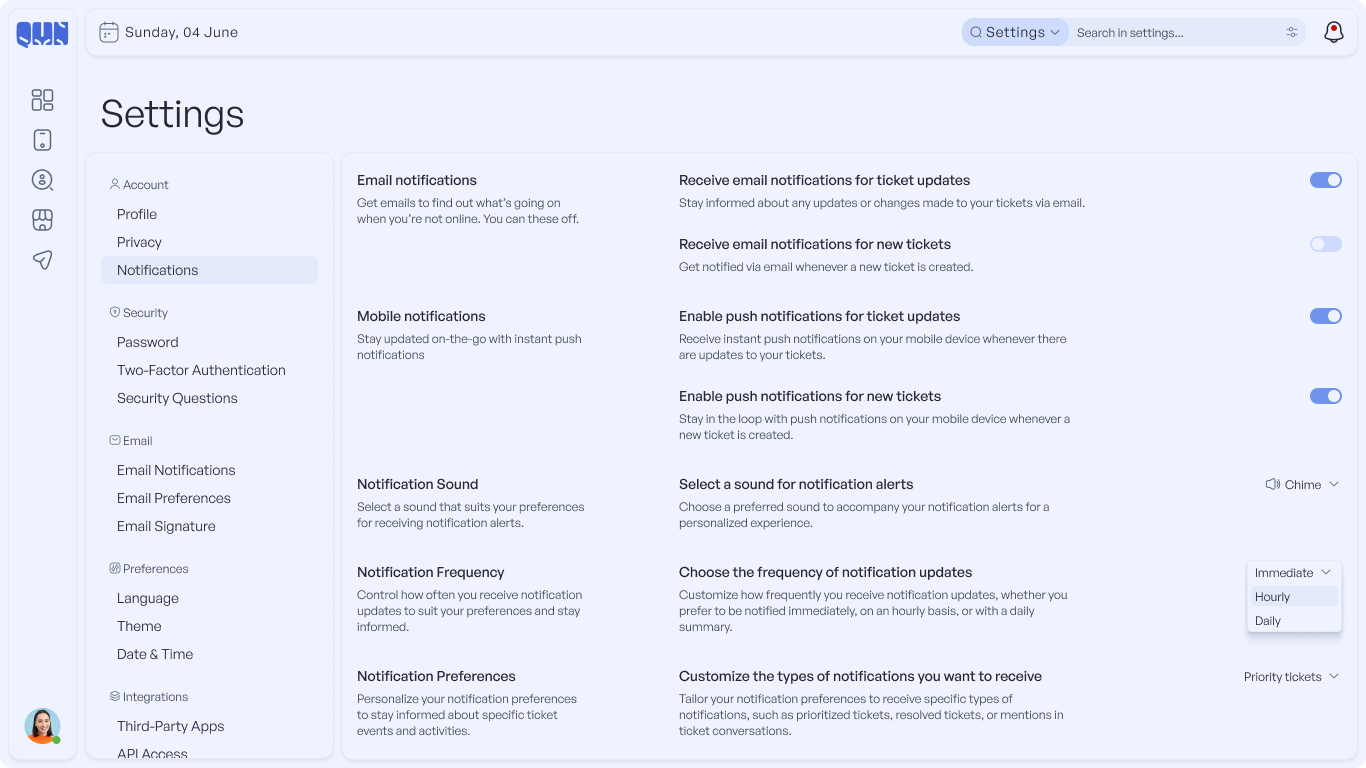 QUN
Sunday, 04 June
Settings
Search in settings...
Settings
Account
Profile
Privacy
Notifications
Security
Password
Two-Factor Authentication
Security Questions
Email
Email Notifications
Email Preferences
Email Signature
Preferences
Language
Theme
Date & Time
Integrations
Third-Party Apps
API Access
Email notifications
Get emails to find out what's going on
when you're not online. You can these off.
Receive email notifications for ticket updates
Stay informed about any updates or changes made to your tickets via email.
Receive email notifications for new tickets
Get notified via email whenever a new ticket is created.
Mobile notifications
Stay updated on-the-go with instant push
notifications
Enable push notifications for ticket updates
Receive instant push notifications on your mobile device whenever there
are updates to your tickets.
Enable push notifications for new tickets
Stay in the loop with push notifications on your mobile device whenever a
new ticket is created.
Notification Sound
Select a sound that suits your preferences
for receiving notification alerts.
Select a sound for notification alerts
Choose a preferred sound to accompany your notification alerts for a
personalized experience.
Chime
Notification Frequency
Control how often you receive notification
updates to suit your preferences and stay
informed.
Choose the frequency of notification updates
Customize how frequently you receive notification updates, whether you
prefer to be notified immediately, on an hourly basis, or with a daily
summary.
Immediate
Hourly
Daily
Notification Preferences
Personalize your notification preferences
to stay informed about specific ticket
events and activities.
Customize the types of notifications you want to receive
Tailor your notification preferences to receive specific types of
notifications, such as prioritized tickets, resolved tickets, or mentions in
ticket conversations.
Priority tickets